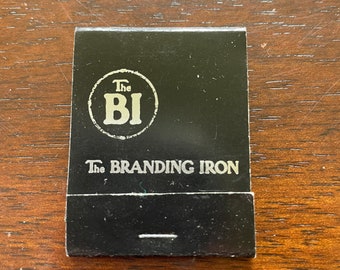 The
BI
The BRANDING IRON